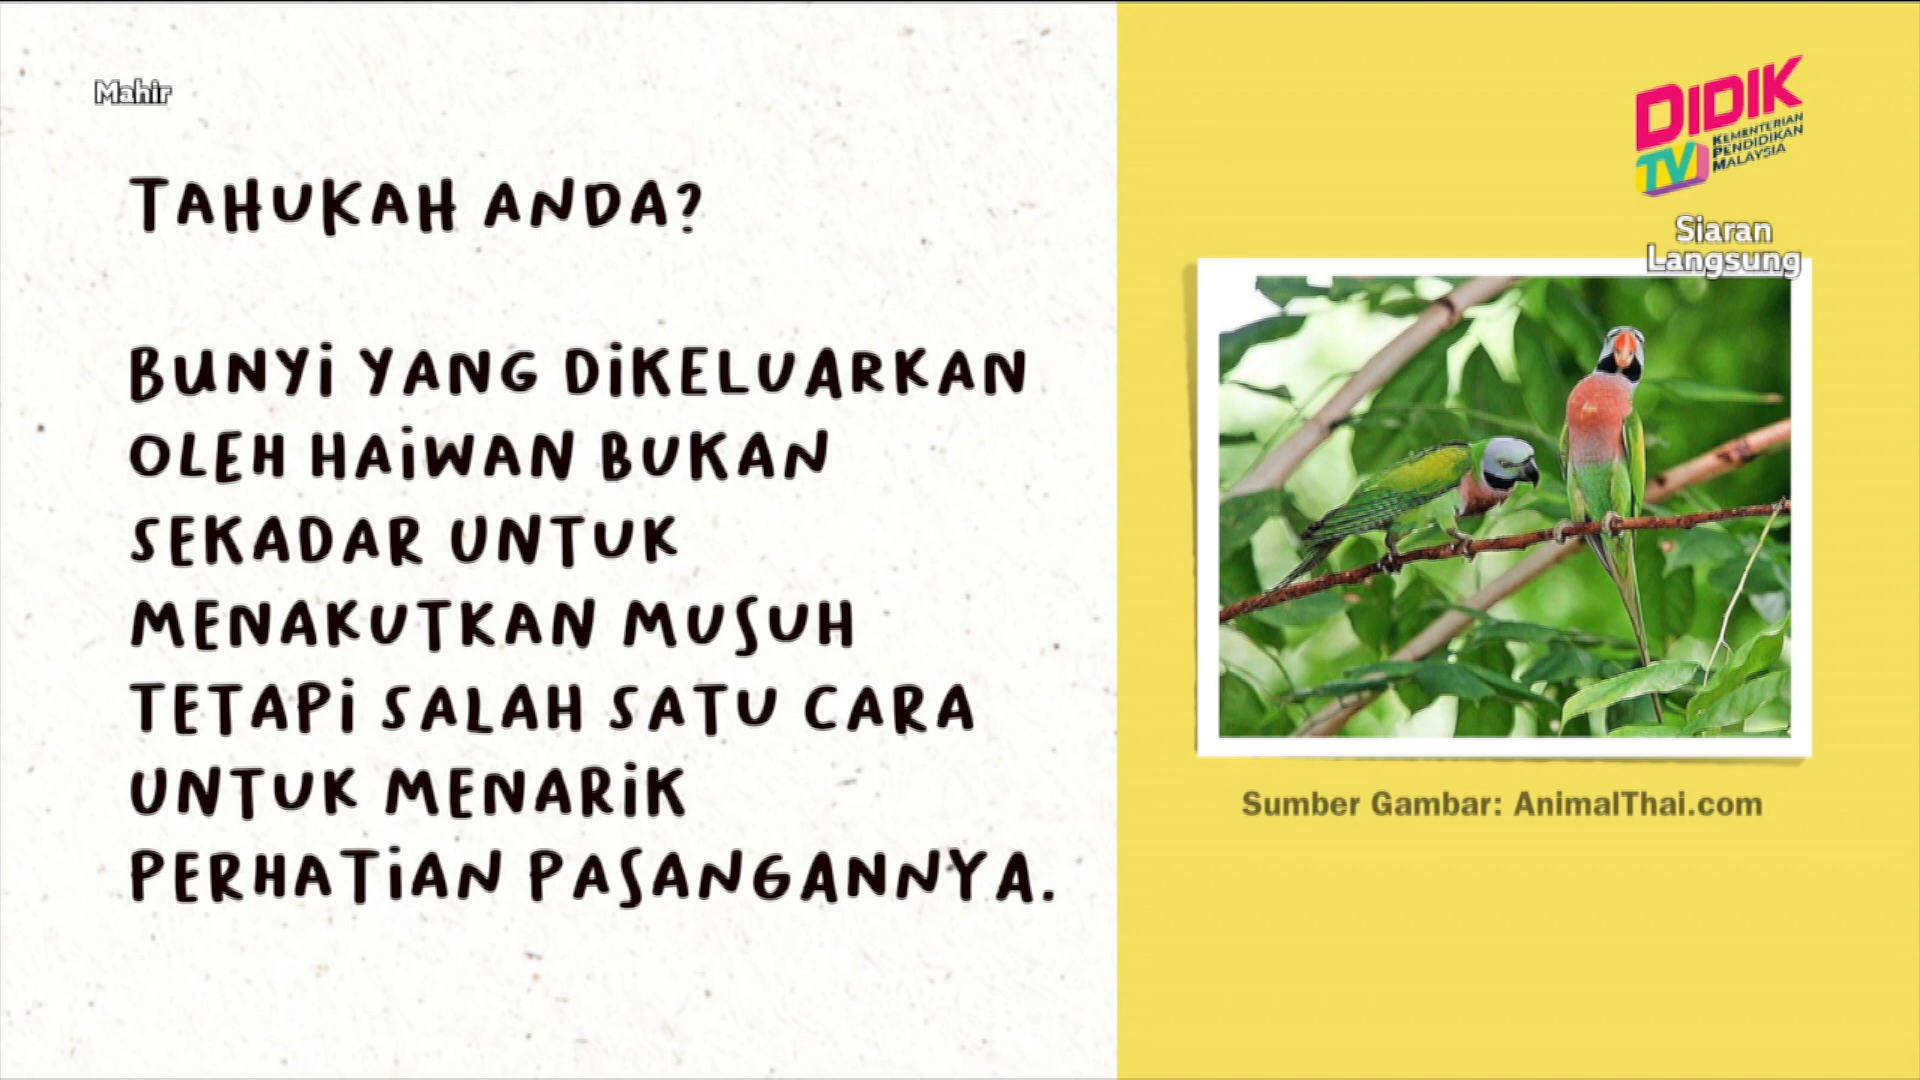 Mahir
TAHUKAH ANDA?
BUNYi YANG DiKELUARKAN
OLEH HAiWAN BUKAN
SEKADAR UNTUK
MENAKUTKAN MUSUH
TETAPi SALAH SATU CARA
UNTUK MENARiK
PERHATiAN PASANGANNYA.
DIDIK
TV
KEMENTERIAN
PENDIDIKAN
MALAYSIA
Siaran
Langsung
Sumber Gambar: AnimalThai.com